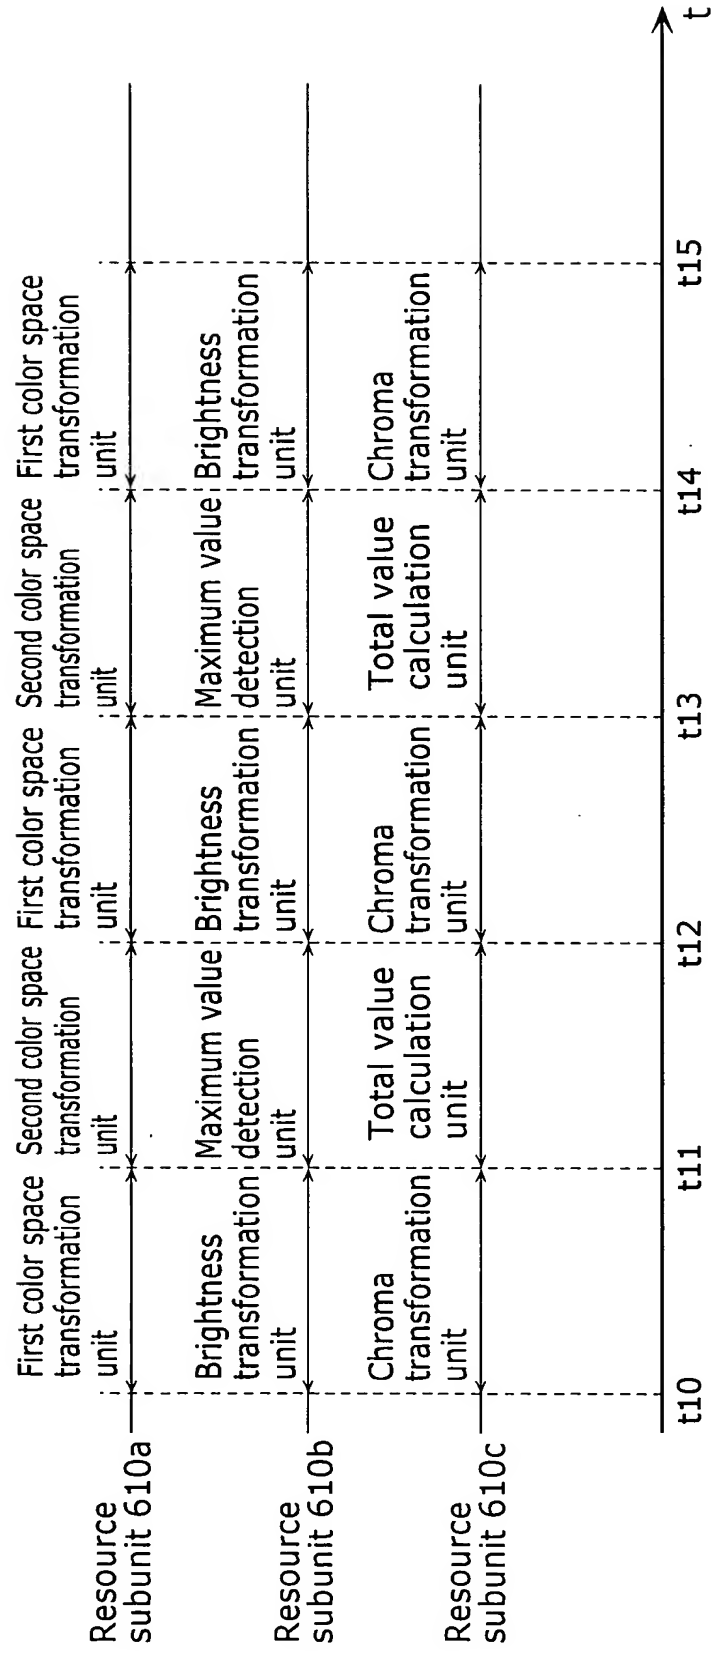 Resource
subunit 610a
First color space
transformation
unit
Second color space
transformation
unit
First color space
transformation
unit
Second color space
transformation
unit
First color space
transformation
unit
Resource
subunit 610b
Brightness
transformation
unit
Maximum value
detection
unit
Brightness
transformation
unit
Maximum value
detection
unit
Brightness
transformation
unit
Resource
subunit 610c
Chroma
transformation
unit
Total value
calculation
unit
Chroma
transformation
unit
Total value
calculation
unit
Chroma
transformation
unit
t10 t11 t12 t13 t14 t15 t